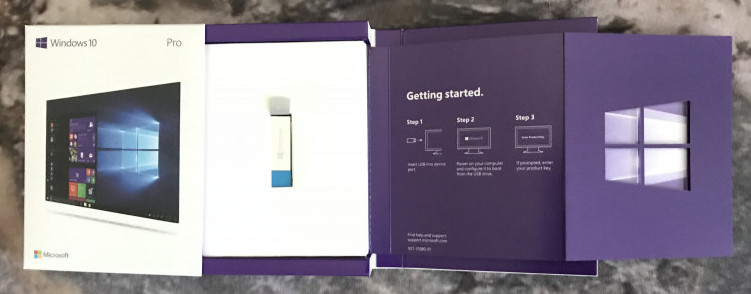 Windows 10
Pro
Microsoft
Getting started.
Step 1
Step 2
Step 3
Insert USB into device
port.
Power on your computer
and configure it to boot
from the USB drive.
If prompted, enter
your product key.
Find help and support:
support.microsoft.com